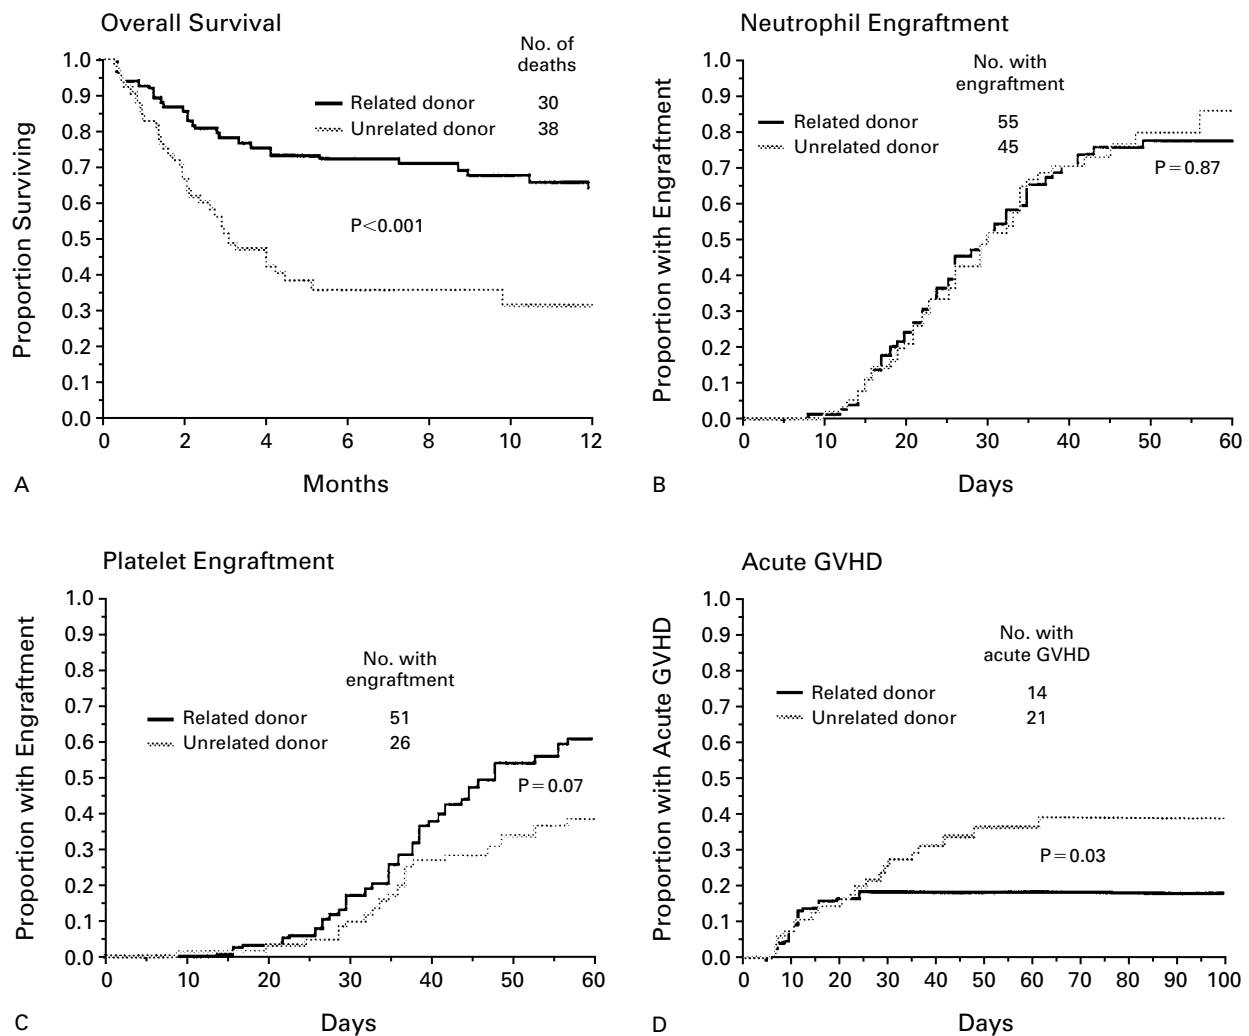 Overall Survival
No. of
deaths
Related donor 30
Unrelated donor 38
P<0.001
Proportion Surviving
1.0
0.9
0.8
0.7
0.6
0.5
0.4
0.3
0.2
0.1
0.0
0 2 4 6 8 10 12
A
Months
Neutrophil Engraftment
No. with
engraftment
Related donor 55
Unrelated donor 45
P=0.87
Proportion with Engraftment
1.0
0.9
0.8
0.7
0.6
0.5
0.4
0.3
0.2
0.1
0.0
0 10 20 30 40 50 60
B
Days
Platelet Engraftment
No. with
engraftment
Related donor 51
Unrelated donor 26
P=0.07
Proportion with Engraftment
1.0
0.9
0.8
0.7
0.6
0.5
0.4
0.3
0.2
0.1
0.0
0 10 20 30 40 50 60
C
Days
Acute GVHD
No. with
acute GVHD
Related donor 14
Unrelated donor 21
P=0.03
Proportion with Acute GVHD
1.0
0.9
0.8
0.7
0.6
0.5
0.4
0.3
0.2
0.1
0.0
0 10 20 30 40 50 60 70 80 90 100
D
Days